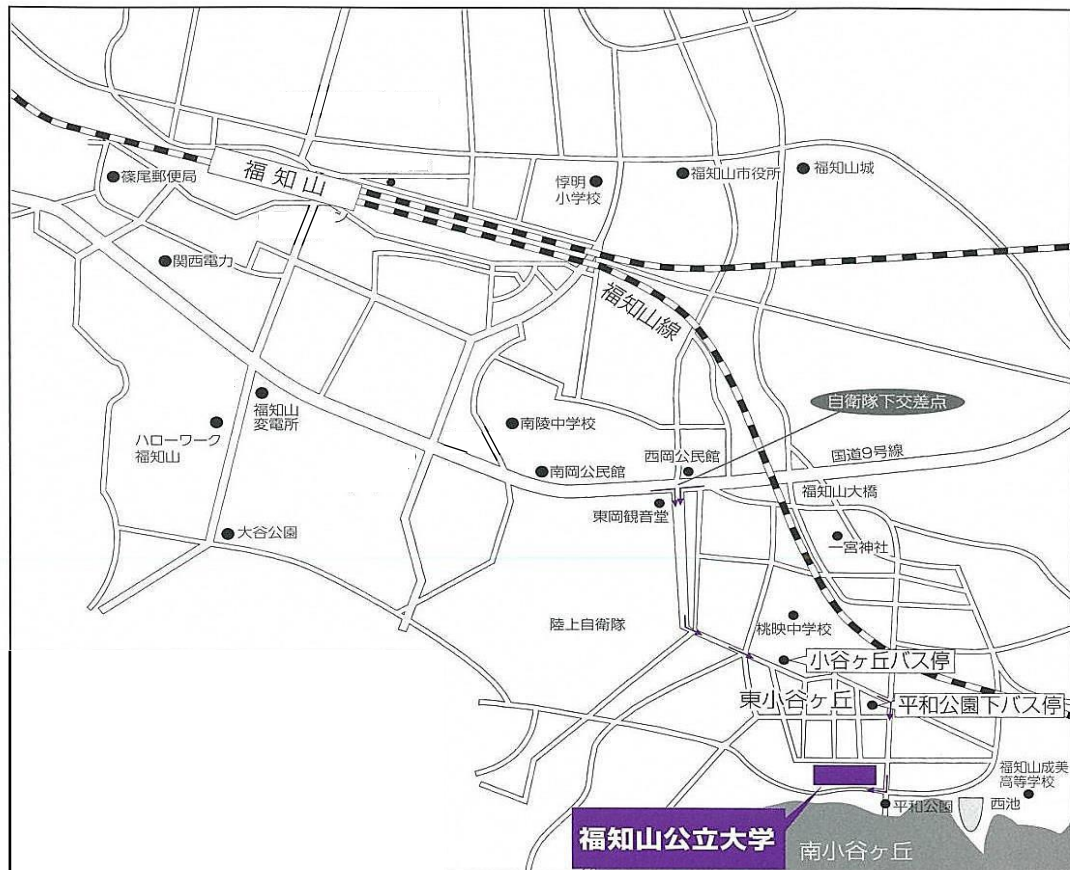 篠尾郵便局
福知山
惇明
小学校
福知山市役所
福知山城
関西電力
福知山線
自衛隊下交差点
福知山
変電所
ハローワーク
福知山
南陵中学校
南岡公民館
西岡公民館
国道9号線
福知山大橋
東岡観音堂
大谷公園
一宮神社
陸上自衛隊
桃映中学校
小谷ヶ丘バス停
東小谷ヶ丘
平和公園下バス停
福知山成美
高等学校
平和公園
西池
福知山公立大学
南小谷ヶ丘